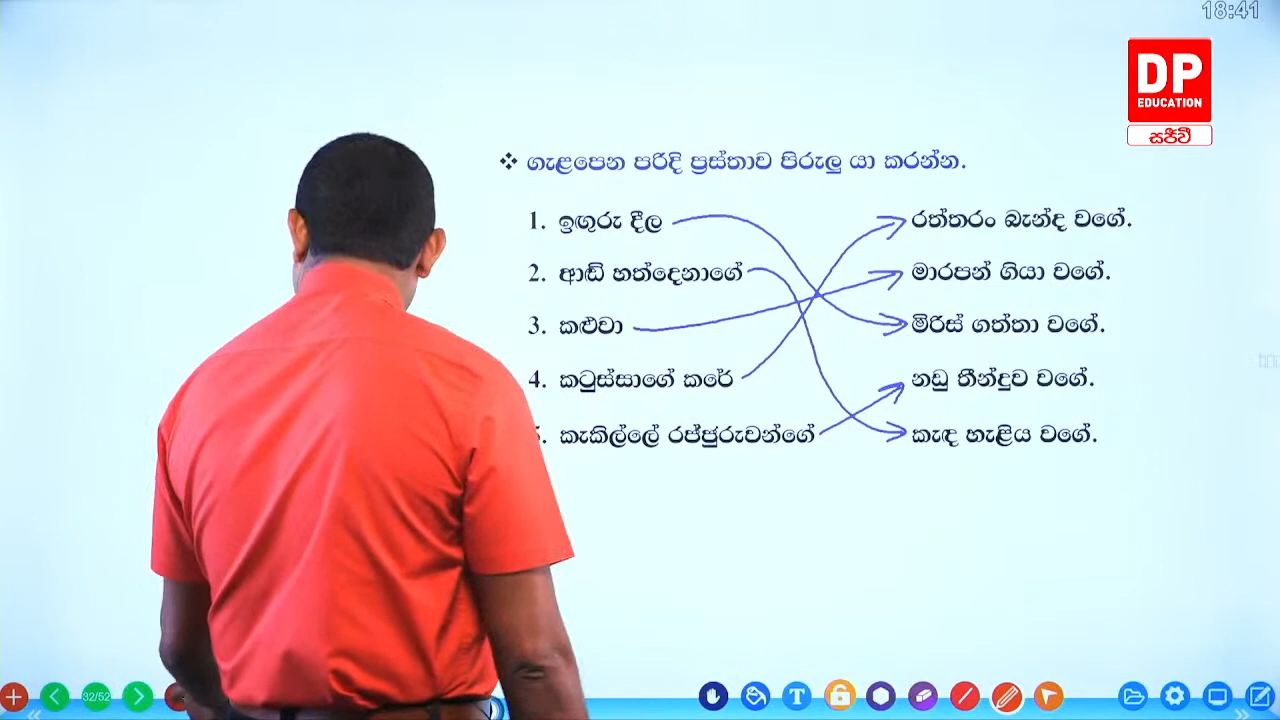 18:41
DP
EDUCATION
සජීවී
❖ ගැළපෙන පරිදි ප්‍රස්තාව පිරුලු යා කරන්න.
1. ඉඟුරු දීල රත්තරං බැන්ද වගේ.
2. ආඬි හත්දෙනාගේ මාරපන් ගියා වගේ.
3. කළුවා මිරිස් ගත්තා වගේ.
4. කටුස්සාගේ කරේ නඩු තීන්දුව වගේ.
කැකිල්ලේ රජ්ජුරුවන්ගේ කැඳ හැළිය වගේ.
32/52
T